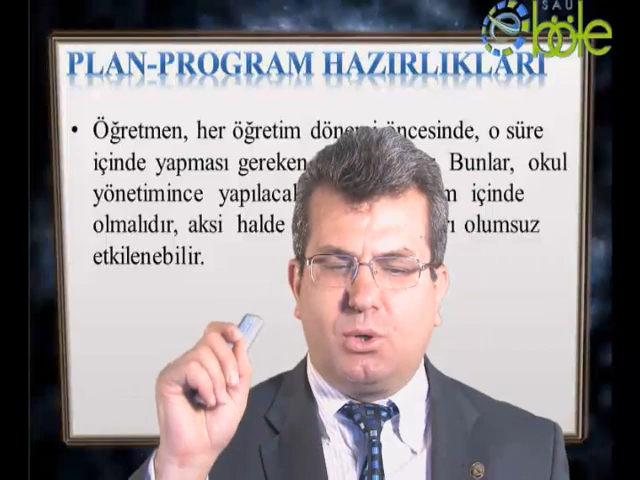 SAU
eböte
PLAN-PROGRAM HAZIRLIKLARI
• Öğretmen, her öğretim dönemi öncesinde, o süre
içinde yapması gereken Bunlar, okul
yönetimince yapılacak içinde
olmalıdır, aksi halde olumsuz
etkilenebilir.